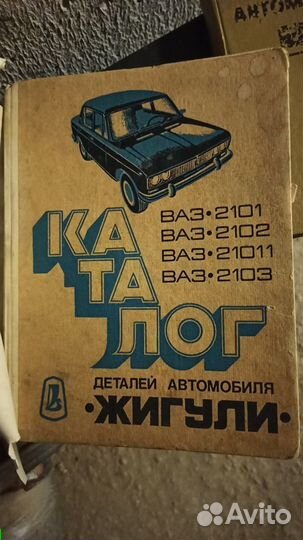 ВАЗ·2101
ВАЗ·2102
ВАЗ·21011
ВАЗ·2103
КА
ТА
ЛОГ
ДЕТАЛЕЙ АВТОМОБИЛЯ
·ЖИГУЛИ·
Avito